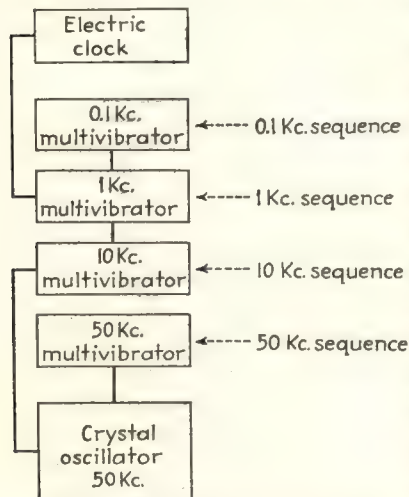 Electric
clock
0.1 Kc.
multivibrator
0.1 Kc. sequence
1 Kc.
multivibrator
1 Kc. sequence
10 Kc.
multivibrator
10 Kc. sequence
50 Kc.
multivibrator
50 Kc. sequence
Crystal
oscillator
50 Kc.